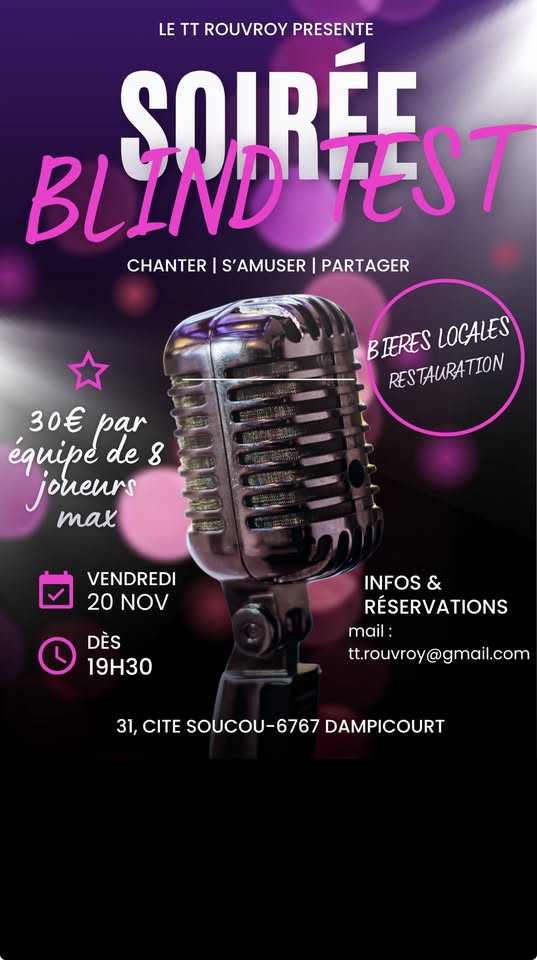 LE TT ROUVROY PRESENTE
SOIRÉE
BLIND TEST
CHANTER | S'AMUSER | PARTAGER
BIERES LOCALES
RESTAURATION
30€ par
équipe de 8
joueurs
max
VENDREDI
20 NOV
DÈS
19H30
INFOS &
RÉSERVATIONS
mail :
tt.rouvroy@gmail.com
31, CITE SOUCOU-6767 DAMPICOURT